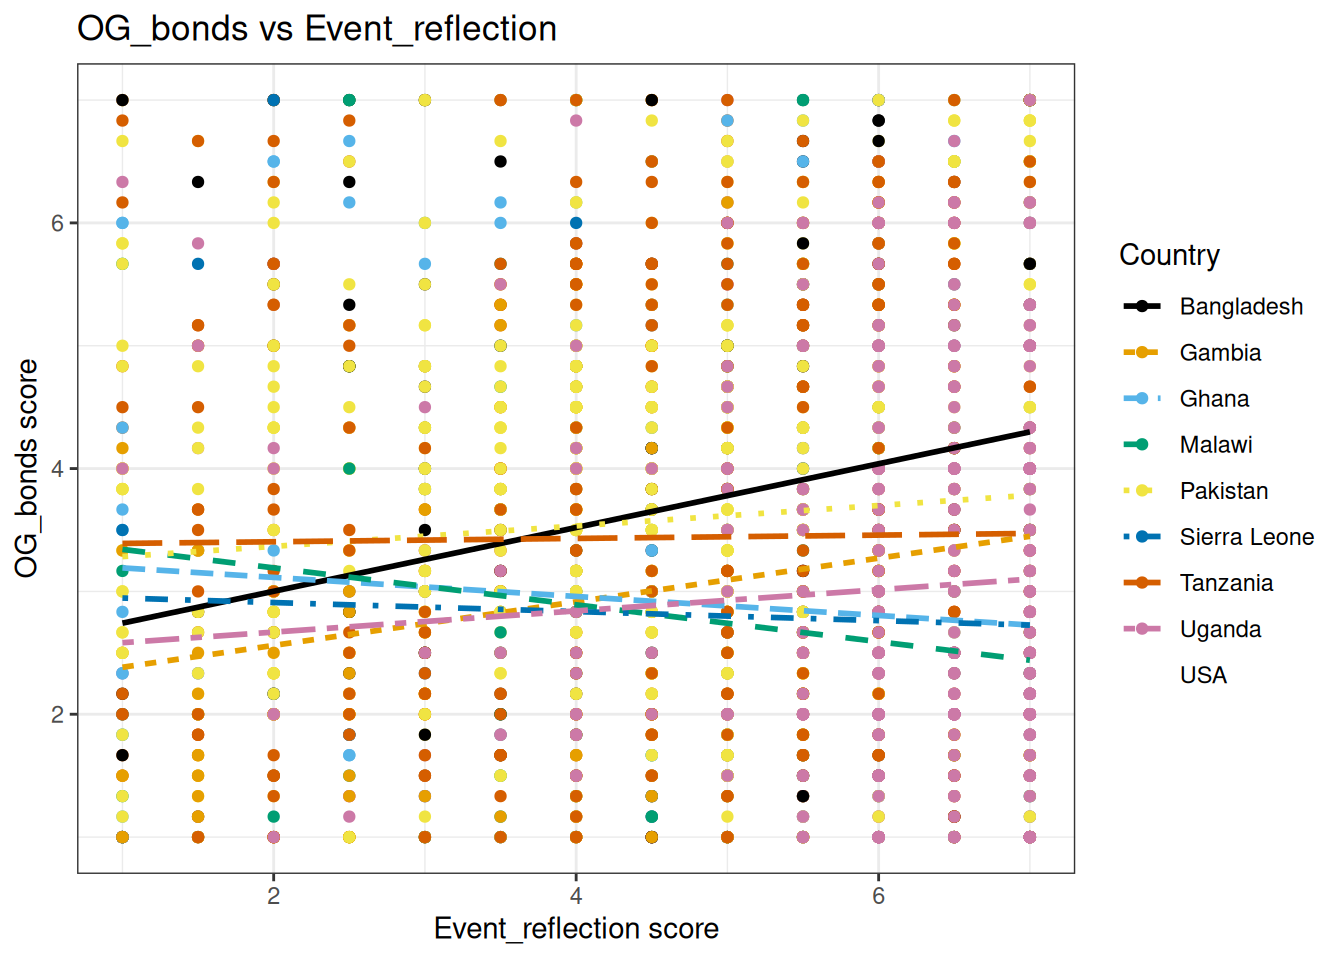 OG_bonds vs Event_reflection
OG_bonds score
6
4
2
2
4
6
Event_reflection score
Country
Bangladesh
Gambia
Ghana
Malawi
Pakistan
Sierra Leone
Tanzania
Uganda
USA